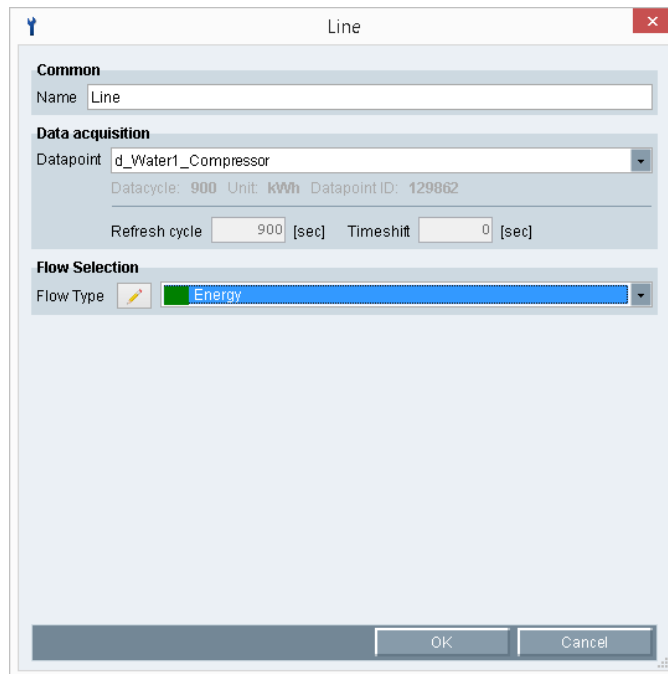 Line
Common
Name Line
Data acquisition
Datapoint d_Water1_Compressor
Datacycle: 900 Unit: kWh Datapoint ID: 129862
Refresh cycle 900 [sec] Timeshift 0 [sec]
Flow Selection
Flow Type Energy
OK Cancel